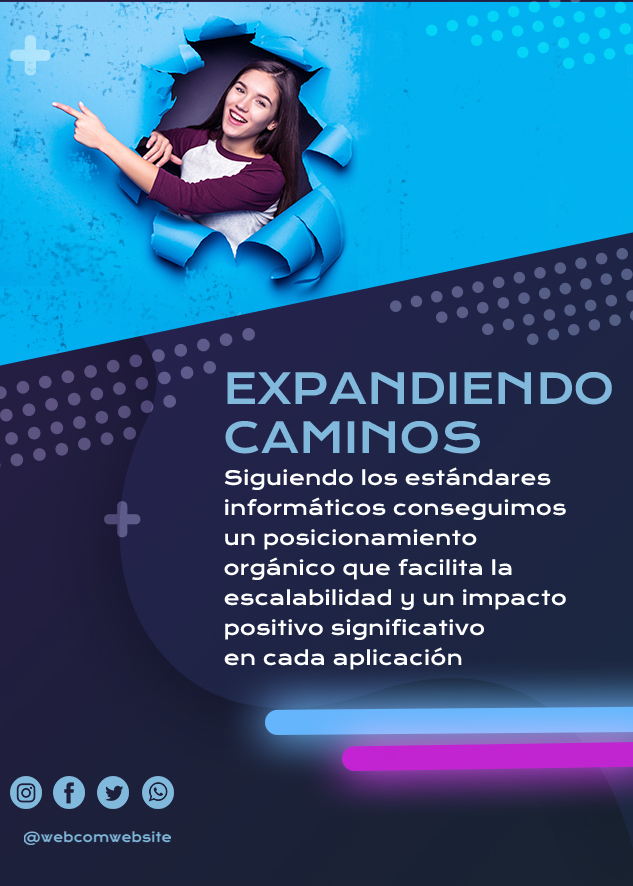 EXPANDIENDO
CAMINOS
Siguiendo los estándares
informáticos conseguimos
un posicionamiento
orgánico que facilita la
escalabilidad y un impacto
positivo significativo
en cada aplicación
@webcomwebsite